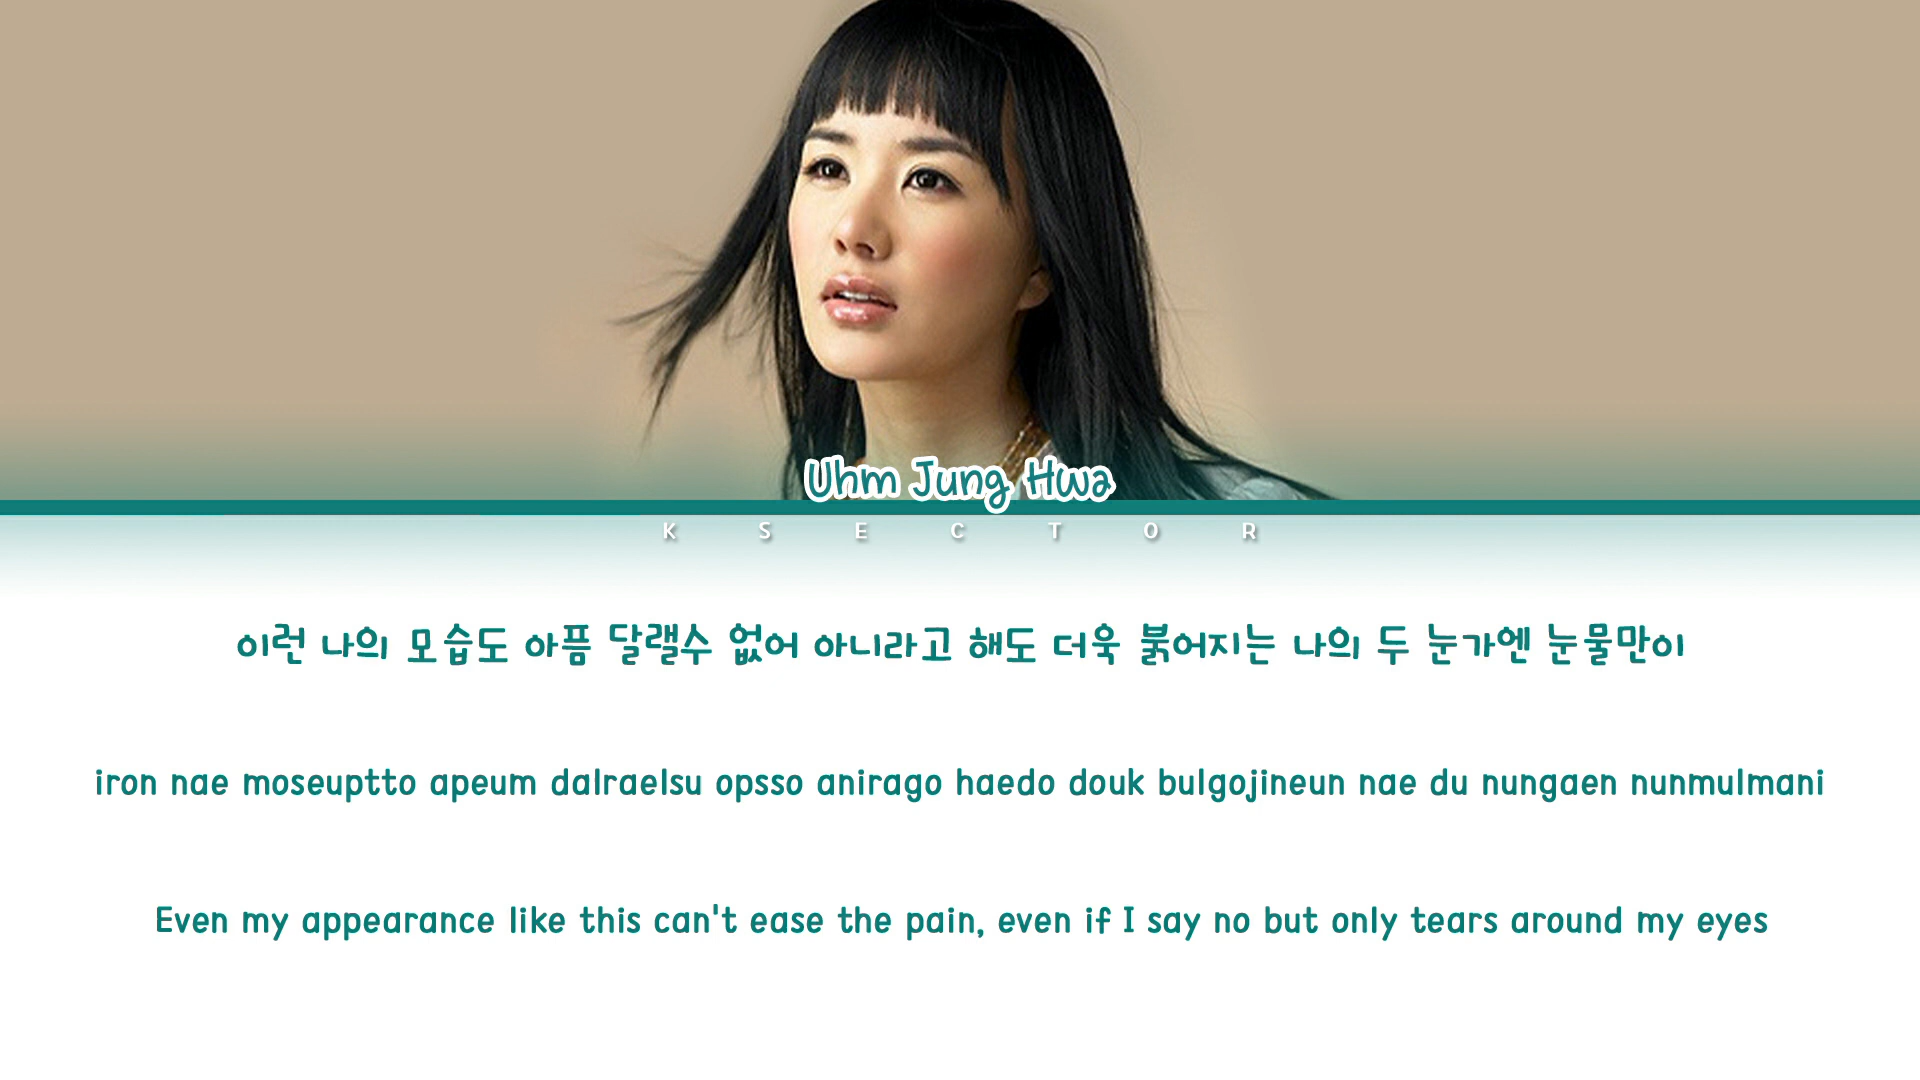 Uhm Jung Hwa
K S E C T O R
이런 나의 모습도 아픔 달랠수 없어 아니라고 해도 더욱 붉어지는 나의 두 눈가엔 눈물만이
iron nae moseuptto apeum dalraelsu opsso anirago haedo douk bulgojineun nae du nungaen nunmulmani
Even my appearance like this can't ease the pain, even if I say no but only tears around my eyes